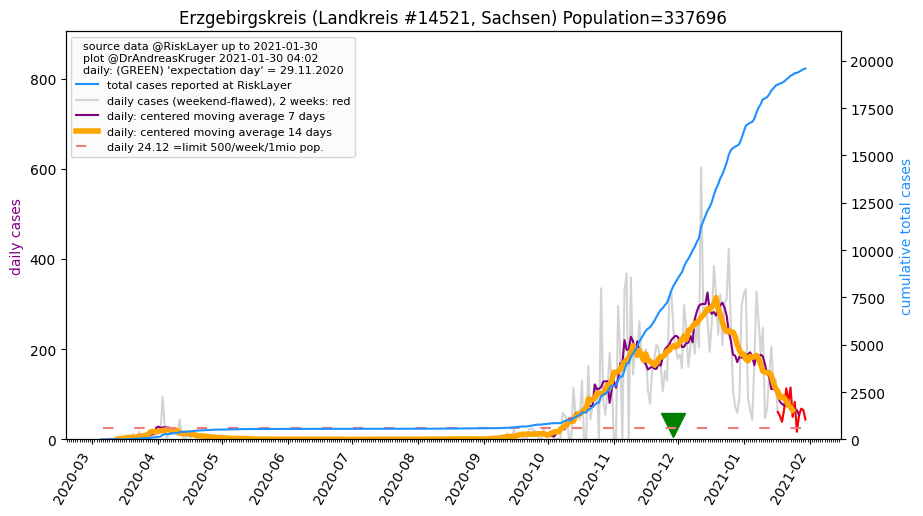 Erzgebirgskreis (Landkreis #14521, Sachsen) Population=337696
source data @RiskLayer up to 2021-01-30
plot @DrAndreasKruger 2021-01-30 04:02
daily: (GREEN) 'expectation day' = 29.11.2020
total cases reported at RiskLayer
daily cases (weekend-flawed), 2 weeks: red
daily: centered moving average 7 days
daily: centered moving average 14 days
daily 24.12 =limit 500/week/1mio pop.
daily cases
800
600
400
200
0
20000
17500
15000
12500
10000
7500
5000
2500
0
cumulative total cases
2020-03
2020-04
2020-05
2020-06
2020-07
2020-08
2020-09
2020-10
2020-11
2020-12
2021-01
2021-02